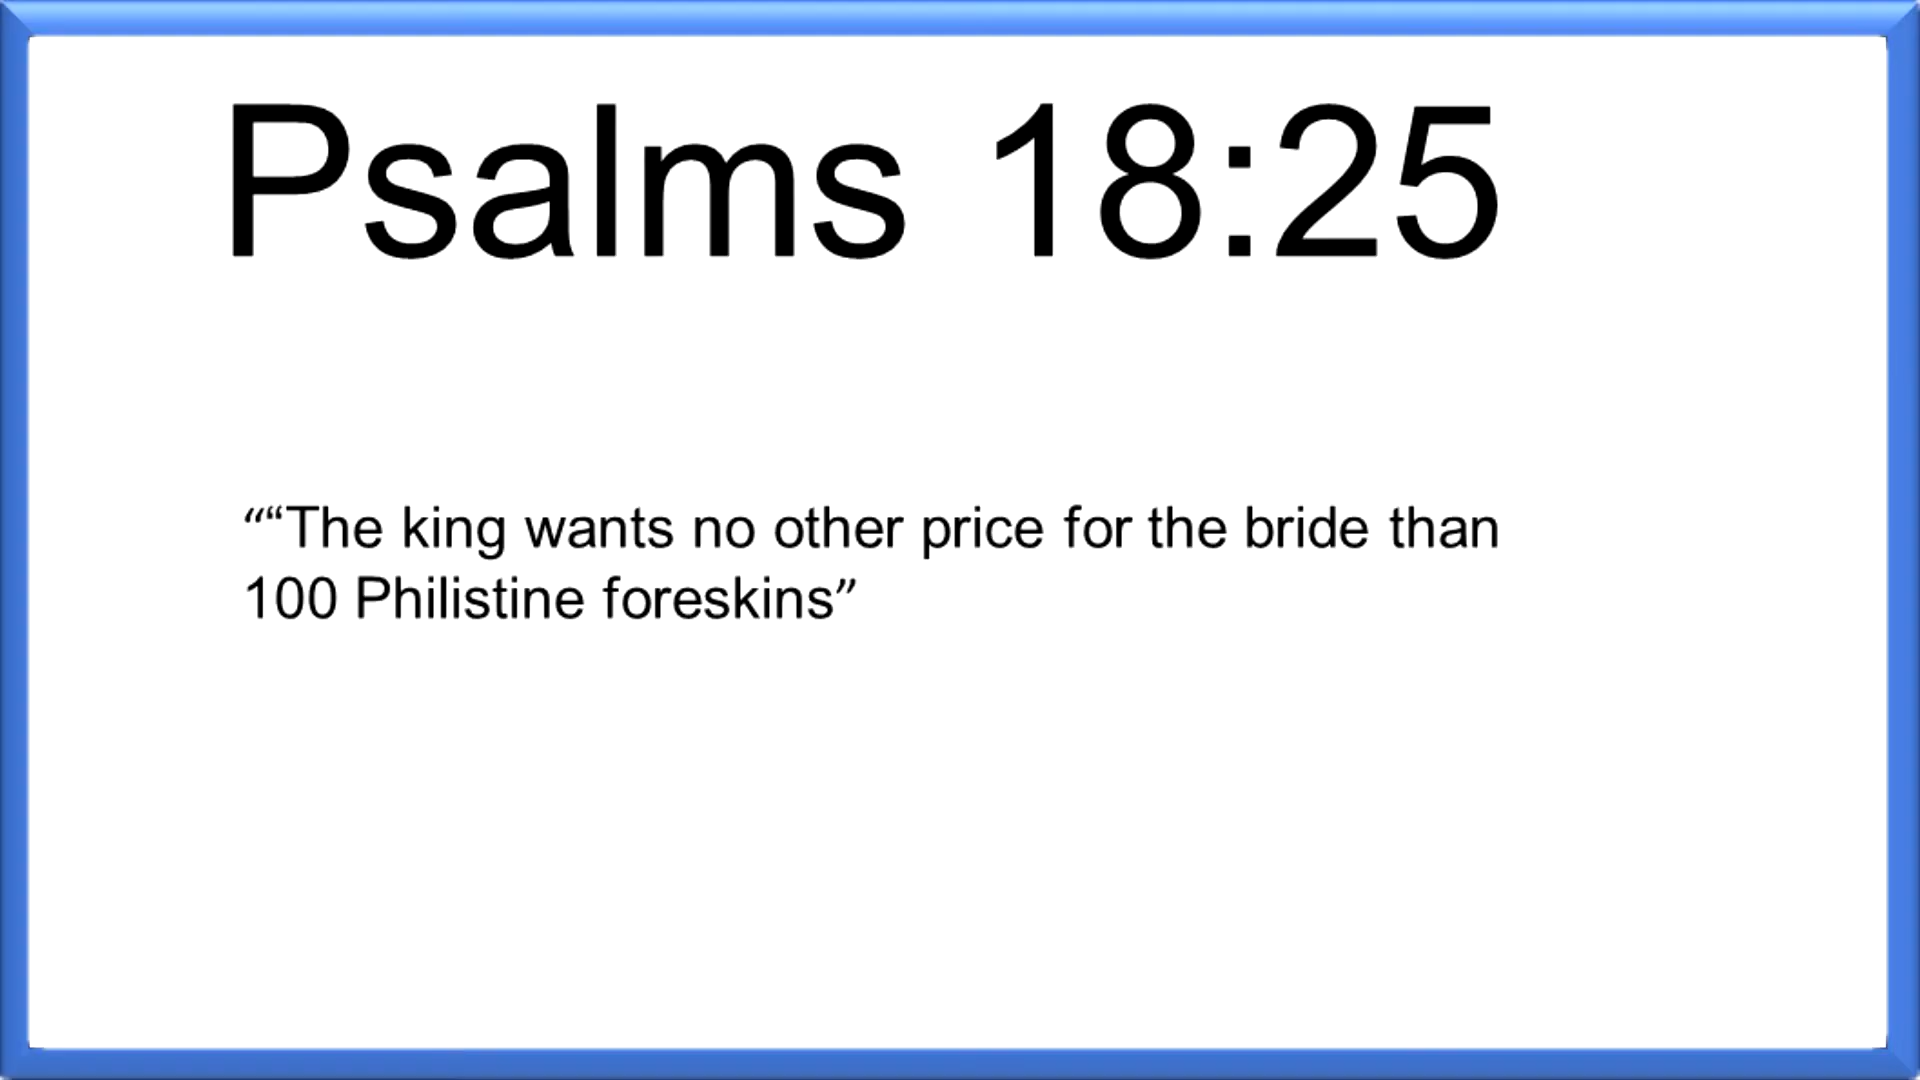 Psalms 18:25
““The king wants no other price for the bride than
100 Philistine foreskins”